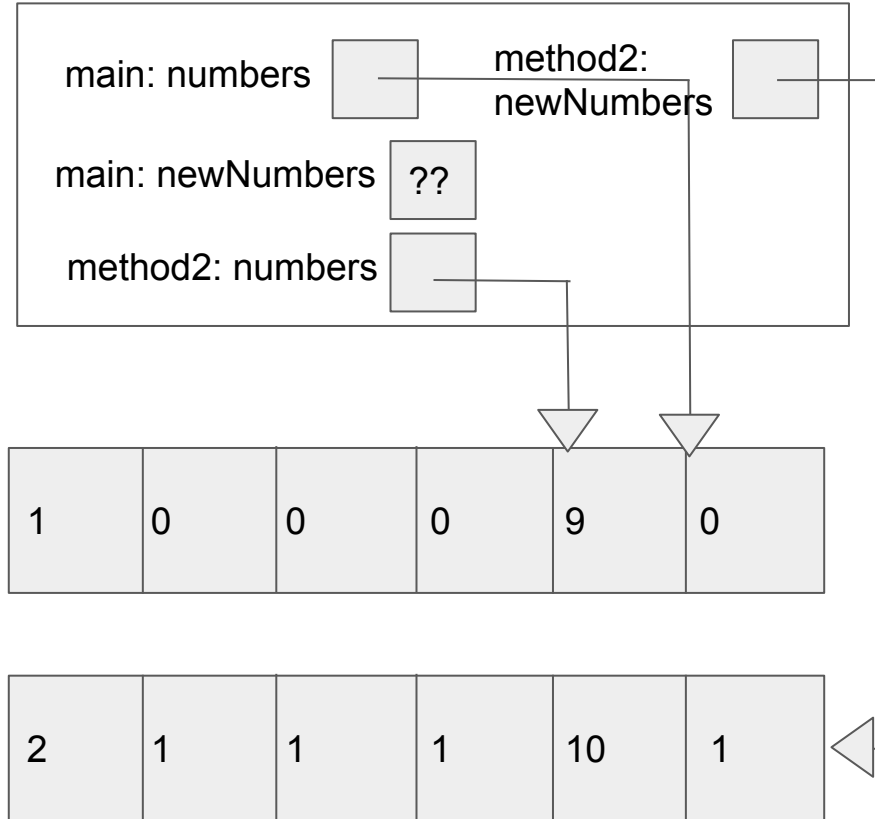 main: numbers
method2:
newNumbers
main: newNumbers ??
method2: numbers
1 0 0 0 9 0
2 1 1 1 10 1